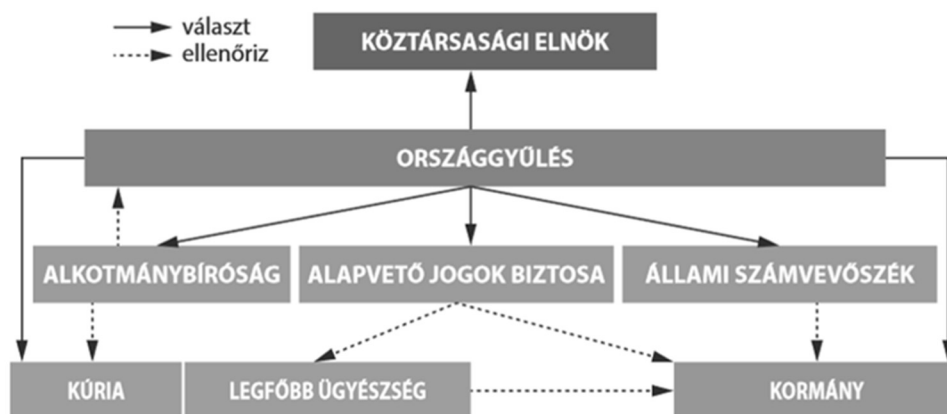 választ
ellenőriz
KÖZTÁRSASÁGI ELNÖK
ORSZÁGGYŰLÉS
ALKOTMÁNYBÍRÓSÁG
ALAPVETŐ JOGOK BIZTOSA
ÁLLAMI SZÁMVEVŐSZÉK
KÚRIA
LEGFŐBB ÜGYÉSZSÉG
KORMÁNY